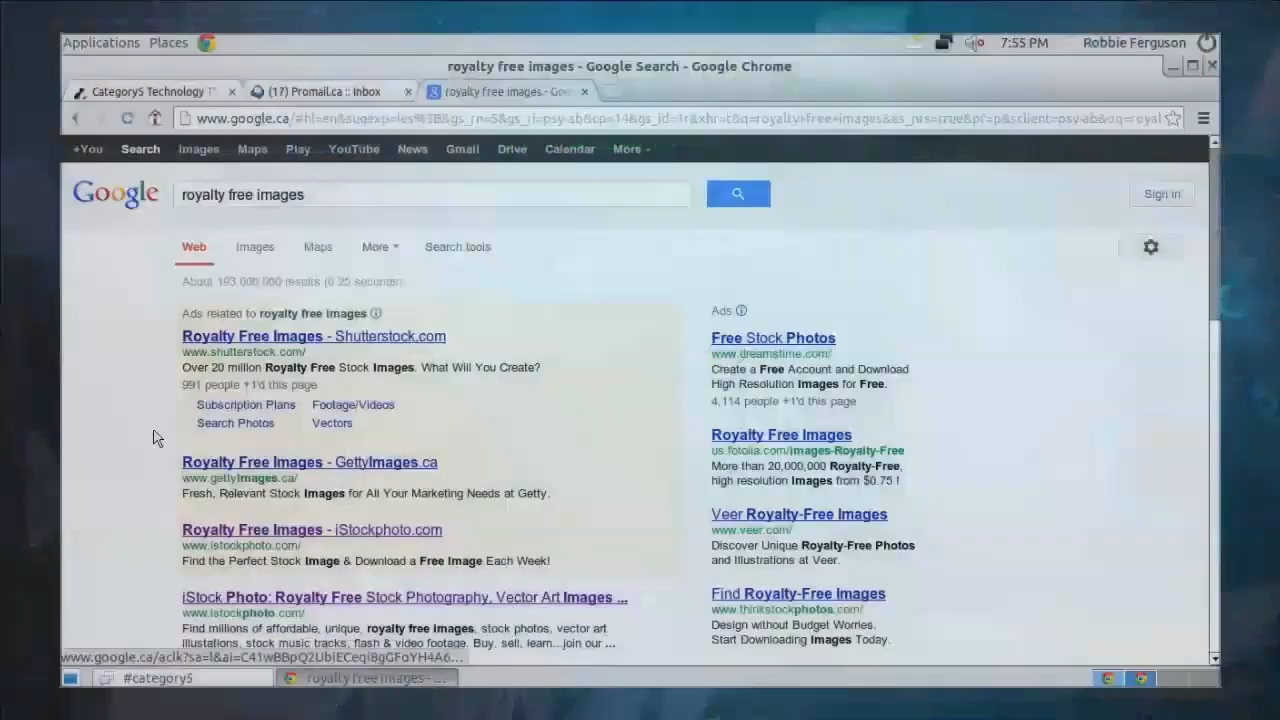 Applications Places
7:55 PM Robbie Ferguson
royalty free images - Google Search - Google Chrome
Category5 Technology T
(17) Promail.ca :: Inbox
royalty free images - Goo
+You Search Images Maps Play YouTube News Gmail Drive Calendar More
Google royalty free images Sign in
Web Images Maps More Search tools
About 193,000,000 results (0.25 seconds)
Ads related to royalty free images
Royalty Free Images - Shutterstock.com
www.shutterstock.com/
Over 20 million Royalty Free Stock Images. What Will You Create?
991 people +1'd this page
Subscription Plans Footage/Videos
Search Photos Vectors
Royalty Free Images - GettyImages.ca
www.gettyimages.ca/
Fresh, Relevant Stock Images for All Your Marketing Needs at Getty.
Royalty Free Images - iStockphoto.com
www.istockphoto.com/
Find the Perfect Stock Image & Download a Free Image Each Week!
iStock Photo: Royalty Free Stock Photography, Vector Art Images ...
www.istockphoto.com/
Find millions of affordable, unique, royalty free images, stock photos, vector art
illustations, stock music tracks, flash & video footage. Buy, sell, learn...join our ...
Ads
Free Stock Photos
www.dreamstime.com/
Create a Free Account and Download
High Resolution Images for Free.
4,114 people +1'd this page
Royalty Free Images
us.fotolia.com/Images-Royalty-Free
More than 20,000,000 Royalty-Free,
high resolution Images from $0.75 !
Veer Royalty-Free Images
www.veer.com/
Discover Unique Royalty-Free Photos
and Illustrations at Veer.
Find Royalty-Free Images
www.thinkstockphotos.com/
Design without Budget Worries.
Start Downloading Images Today.
#category5
royalty free images - ...